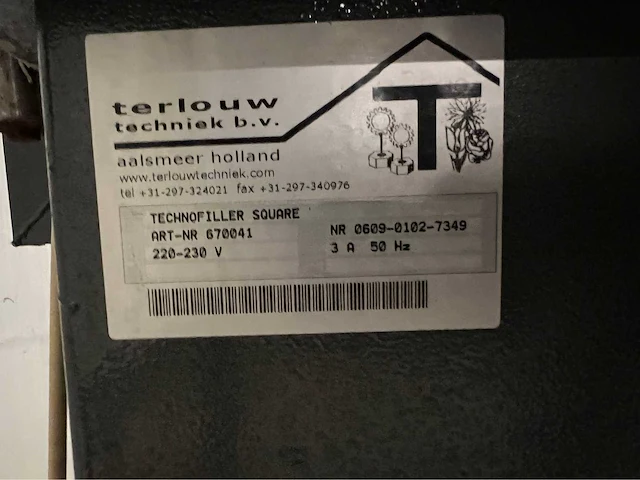 terlouw
techniek b.v.
aalsmeer holland
www.terlouwtechniek.com
tel +31-297-324021 fax +31-297-340976
TECHNOFILLER SQUARE
ART-NR 670041 NR 0609-0102-7349
220-230 V 3 A 50 Hz